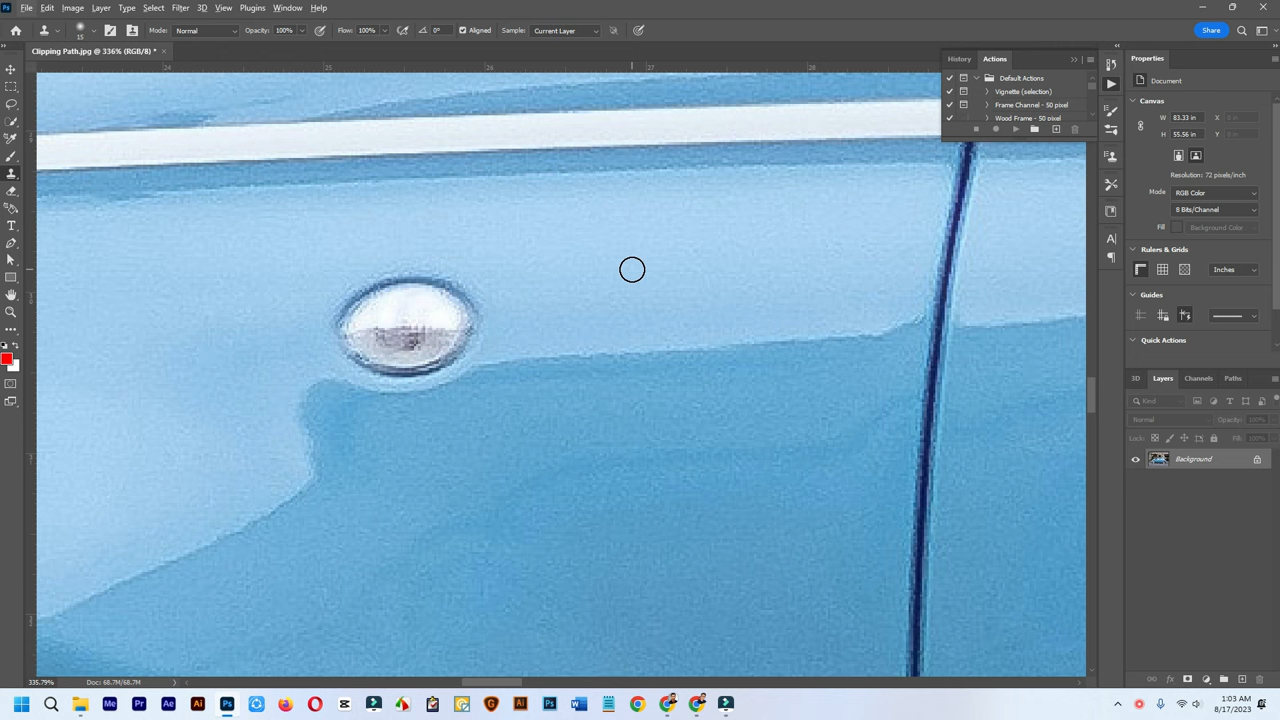 File Edit Image Layer Type Select Filter 3D View Plugins Window Help
15 Mode: Normal Opacity: 100% Flow: 100% 0° Aligned Sample: Current Layer Share
Clipping Path.jpg @ 336% (RGB/8) *
24 25 26 27 28
History Actions
Default Actions
Vignette (selection)
Frame Channel - 50 pixel
Wood Frame - 50 pixel
Properties
Document
Canvas
W 83.33 in X
H 55.56 in Y
Resolution: 72 pixels/inch
Mode RGB Color
8 Bits/Channel
Fill Background Color
Rulers & Grids
Inches
Guides
Quick Actions
3D Layers Channels Paths
Kind
Normal Opacity: 100%
Lock: Fill: 100%
Background
335.79% Doc: 68.7M/68.7M
1:03 AM
8/17/2023